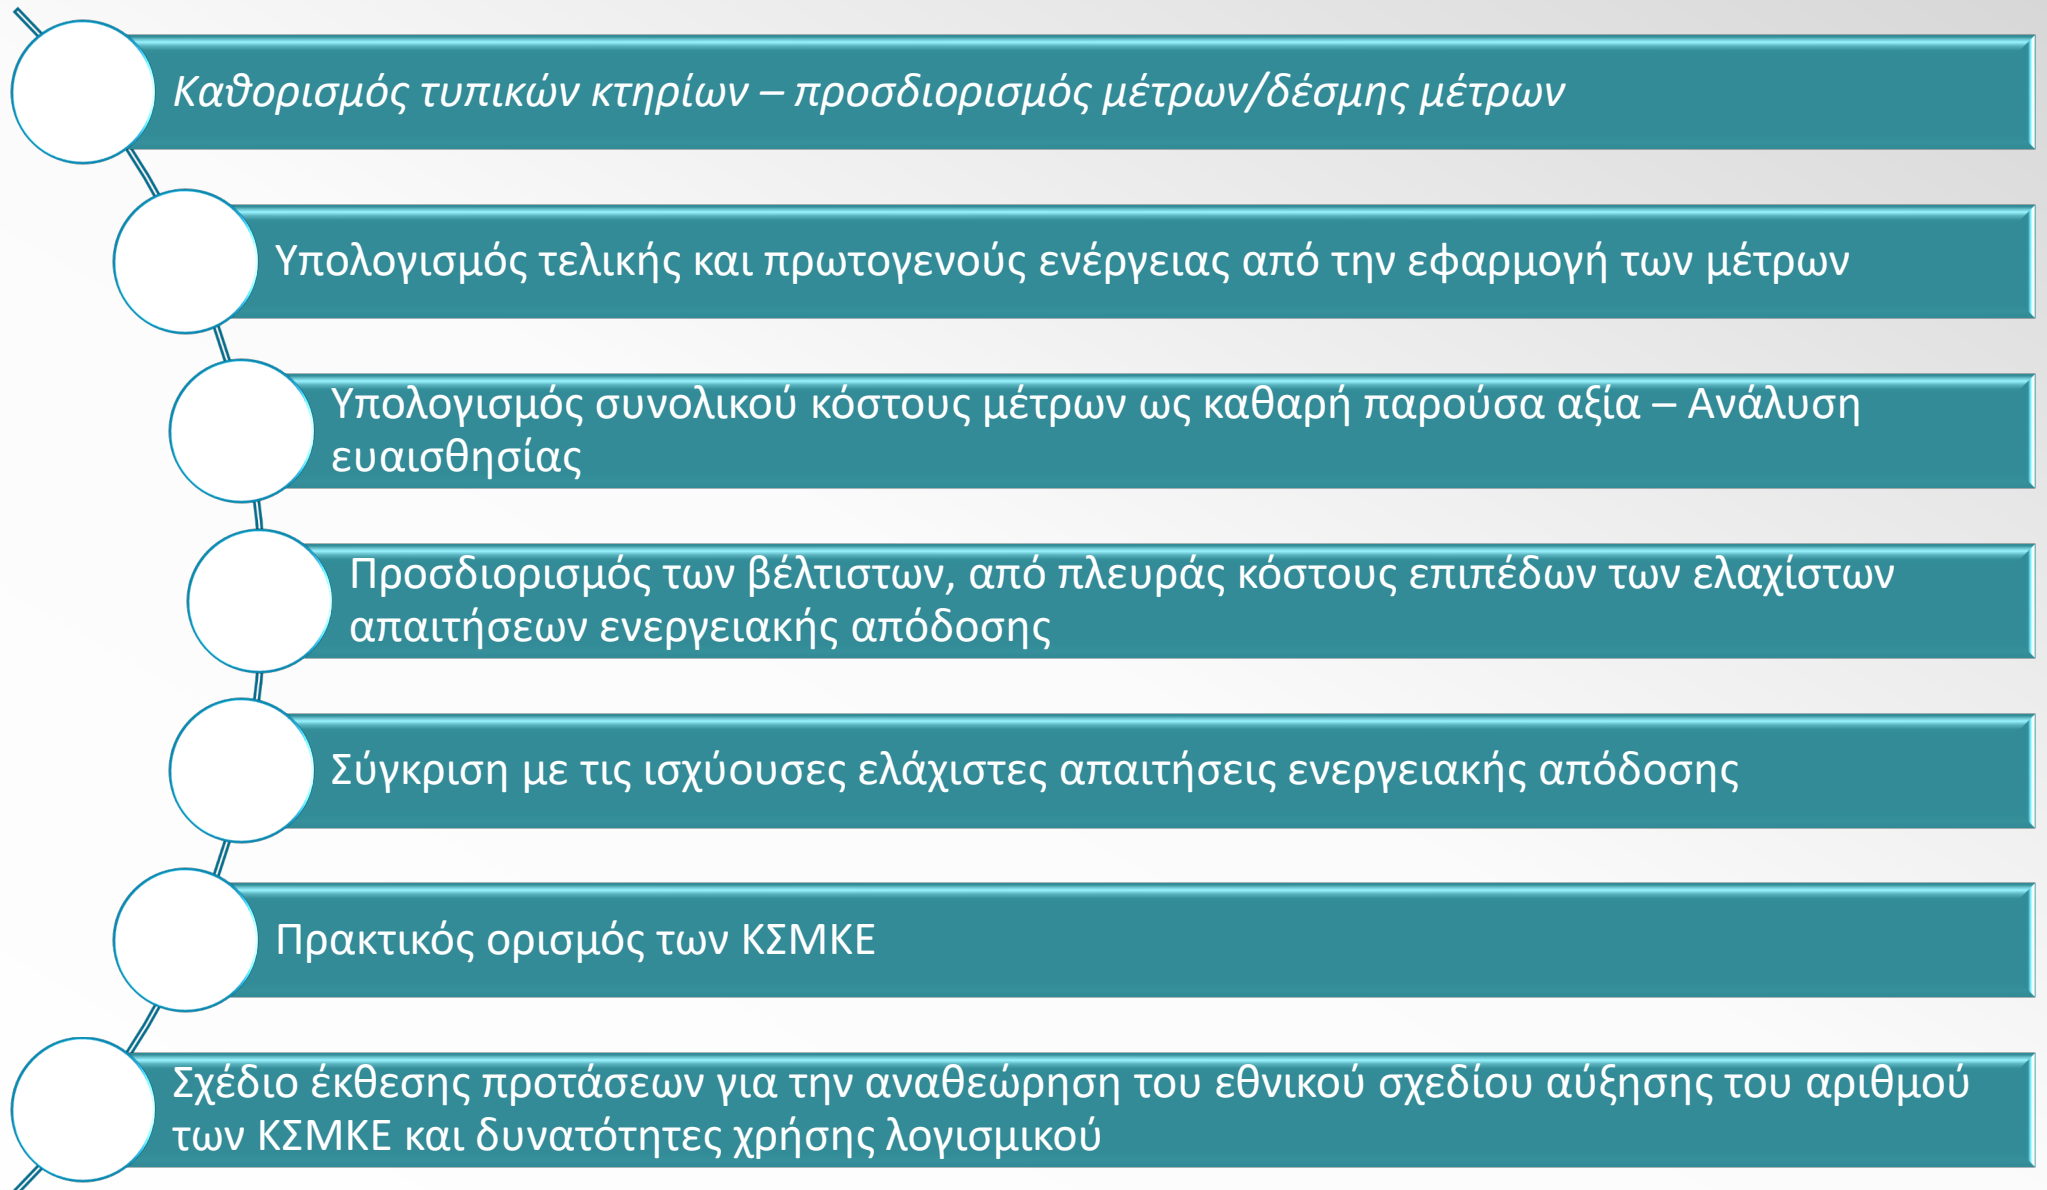 Καθορισμός τυπικών κτηρίων – προσδιορισμός μέτρων/δέσμης μέτρων
Υπολογισμός τελικής και πρωτογενούς ενέργειας από την εφαρμογή των μέτρων
Υπολογισμός συνολικού κόστους μέτρων ως καθαρή παρούσα αξία – Ανάλυση
ευαισθησίας
Προσδιορισμός των βέλτιστων, από πλευράς κόστους επιπέδων των ελαχίστων
απαιτήσεων ενεργειακής απόδοσης
Σύγκριση με τις ισχύουσες ελάχιστες απαιτήσεις ενεργειακής απόδοσης
Πρακτικός ορισμός των ΚΣΜΚΕ
Σχέδιο έκθεσης προτάσεων για την αναθεώρηση του εθνικού σχεδίου αύξησης του αριθμού
των ΚΣΜΚΕ και δυνατότητες χρήσης λογισμικού